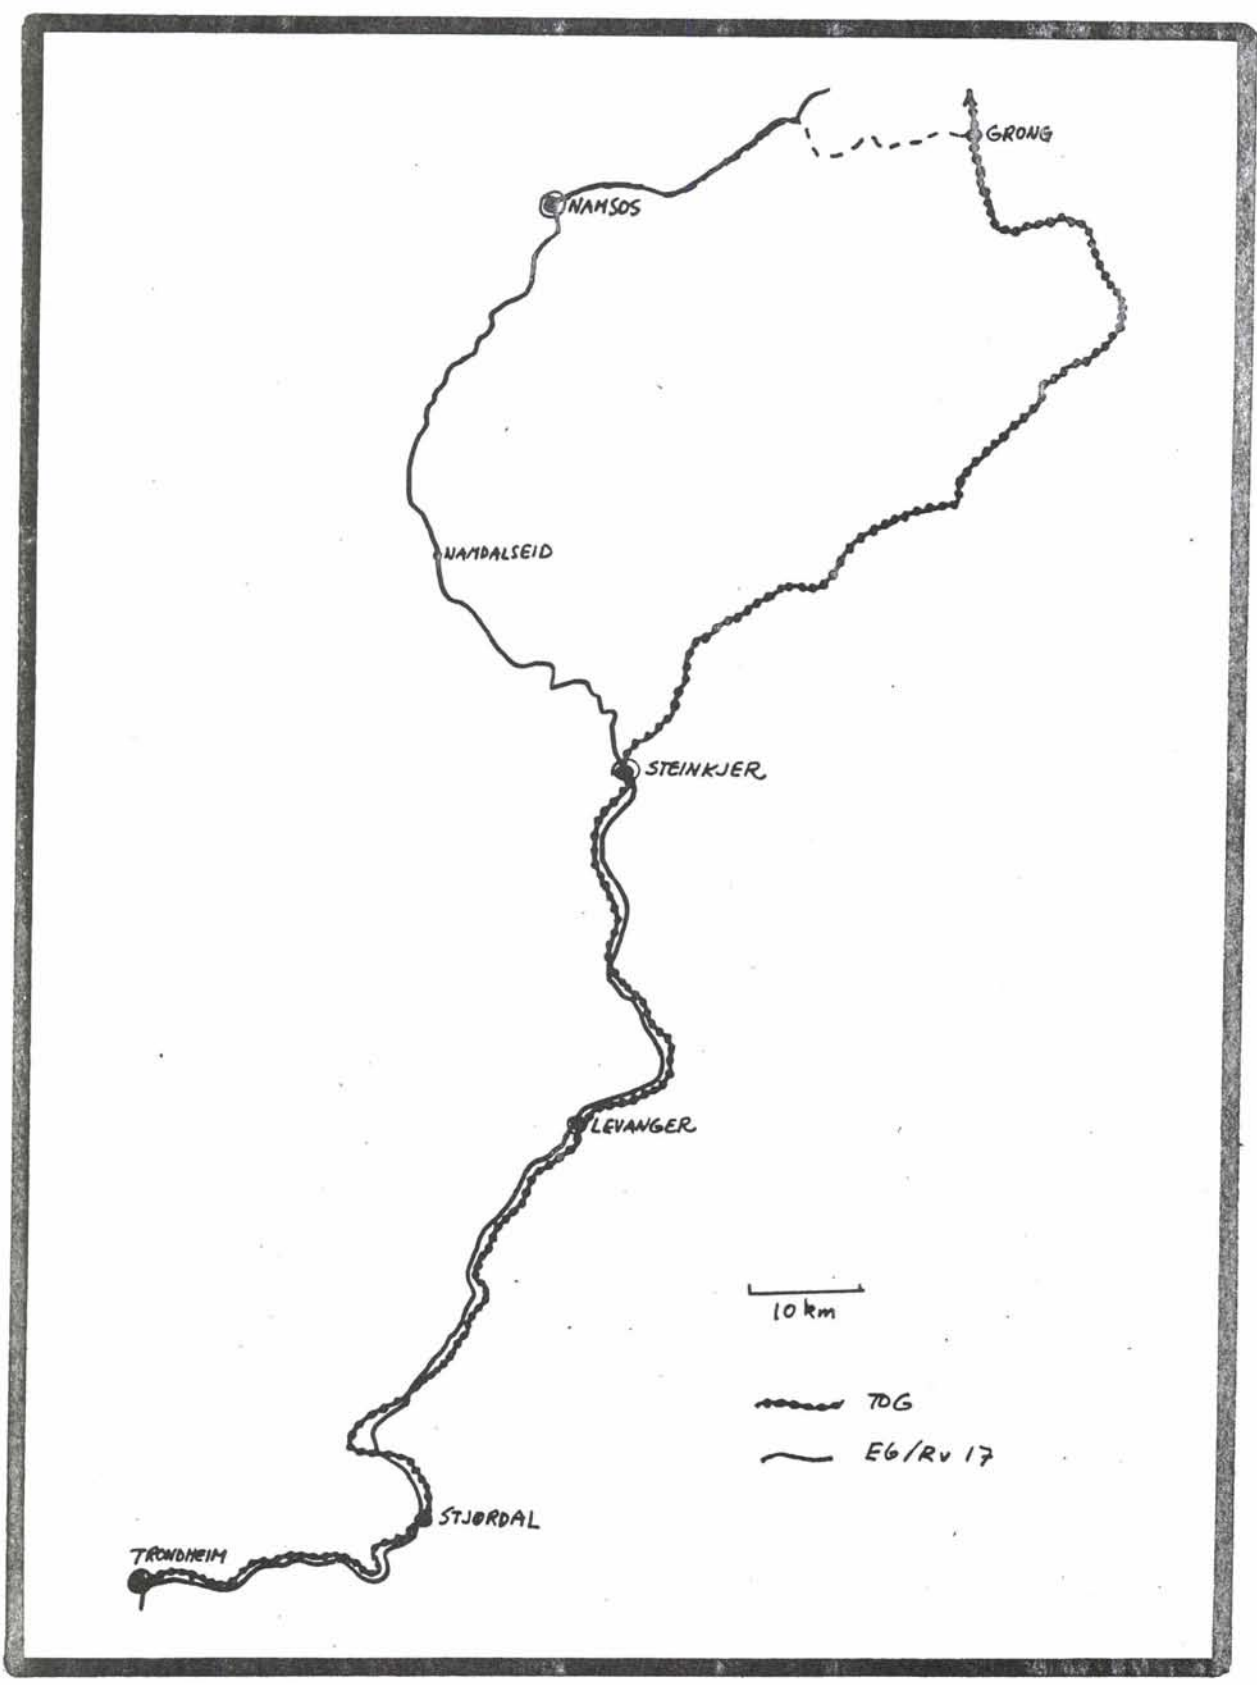 GRONG
NAMSOS
NAMDALSEID
STEINKJER
LEVANGER
10 km
TOG
E6/RV 17
STJØRDAL
TRONDHEIM